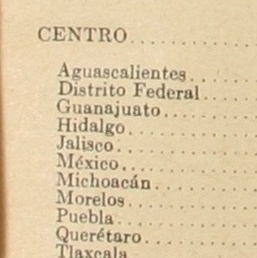 CENTRO..............
Aguascalientes......
Distrito Federal.....
Guanajuato.........
Hidalgo............
Jalisco.............
México............
Michoacán.........
Morelos...........
Puebla.............
Querétaro..........
Tlaxcala...........